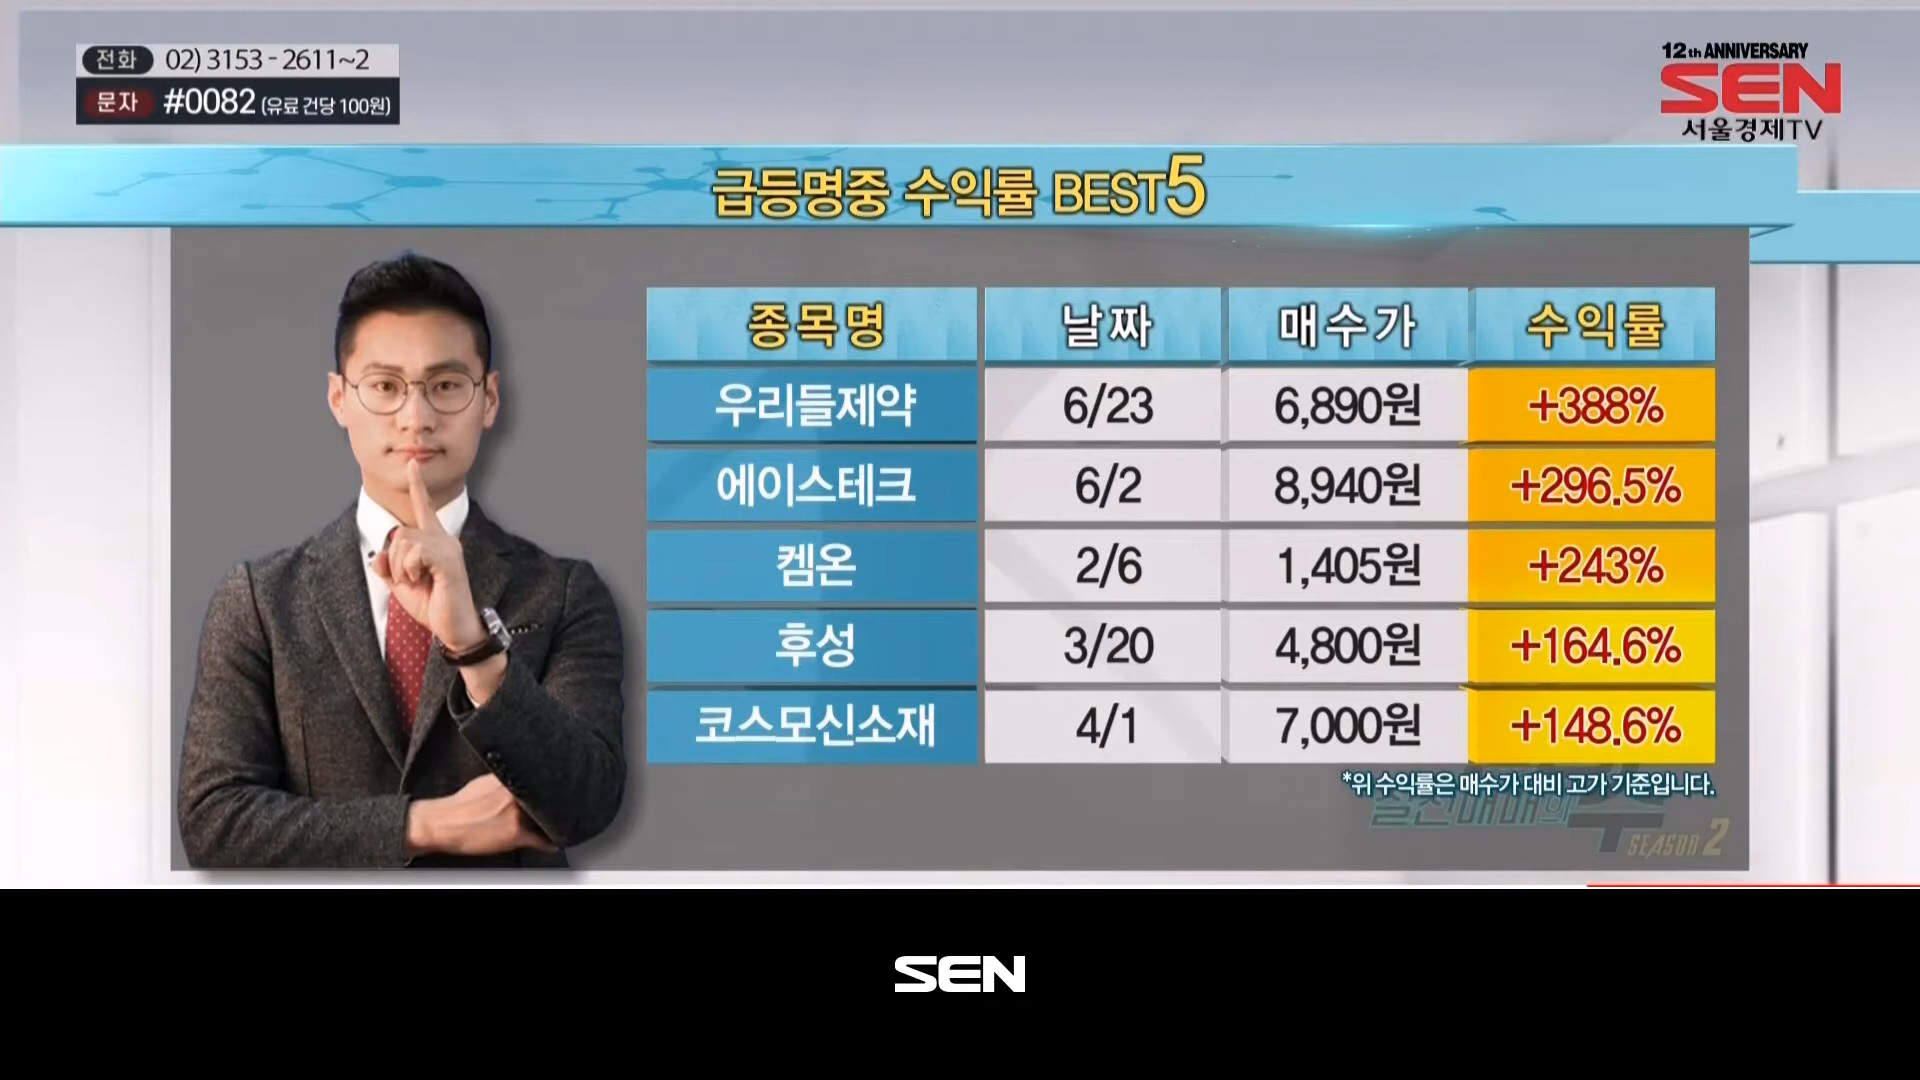 전화 02) 3153-2611~2
문자 #0082 (유료 건당 100원)
12th ANNIVERSARY
SEN
서울경제TV
급등명중 수익률 BEST5
종목명 날짜 매수가 수익률
우리들제약 6/23 6,890원 +388%
에이스테크 6/2 8,940원 +296.5%
켐온 2/6 1,405원 +243%
후성 3/20 4,800원 +164.6%
코스모신소재 4/1 7,000원 +148.6%
*위 수익률은 매수가 대비 고가 기준입니다.
실전매매의 수
SEASON 2
SEN